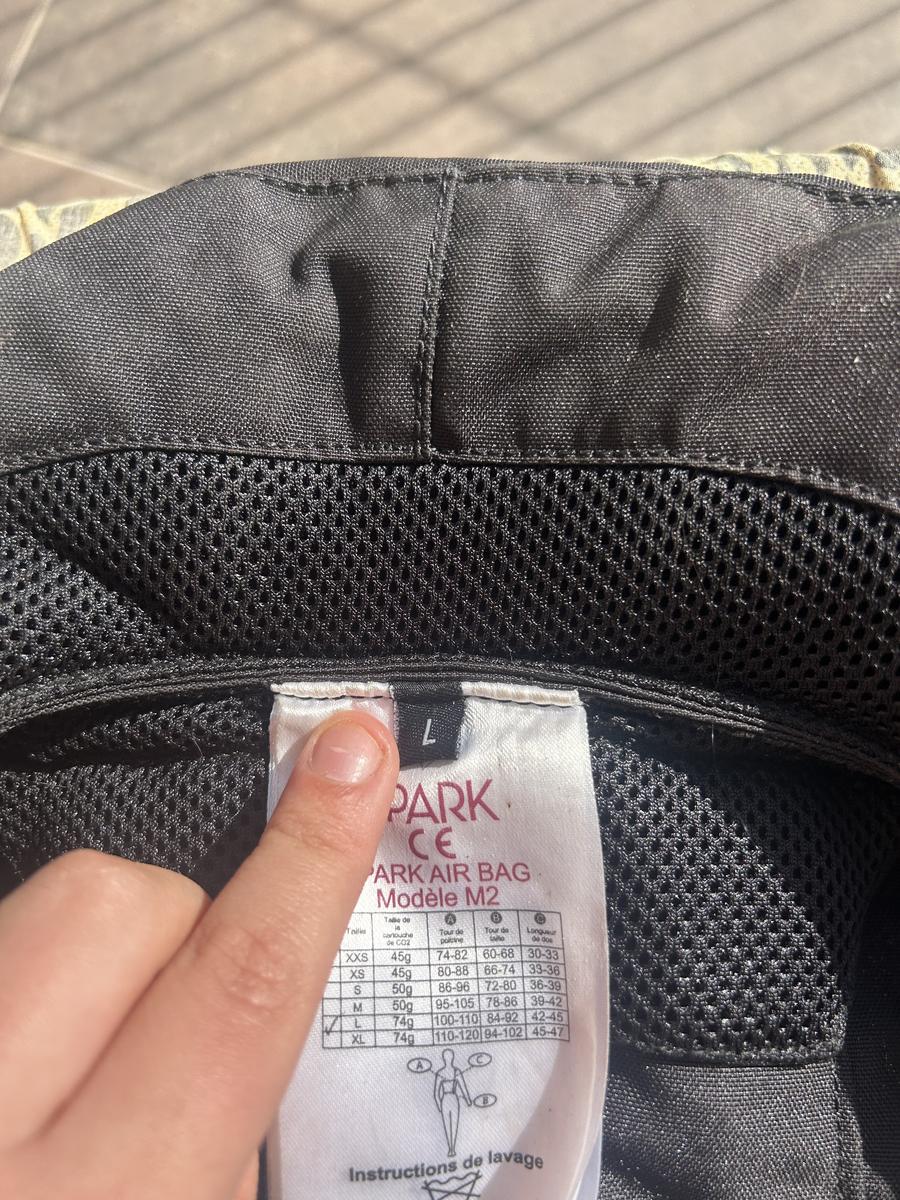 L
PARK
CE
PARK AIR BAG
Modèle M2
Taille Taille de la cartouche de CO2 A Tour de poitrine B Tour de taille C Longueur de dos
XXS 45g 74-82 60-68 30-33
XS 45g 80-88 66-74 33-36
S 50g 86-96 72-80 36-39
M 50g 95-105 78-86 39-42
✓ L 74g 100-110 84-92 42-45
XL 74g 110-120 94-102 45-47
A C
B
Instructions de lavage